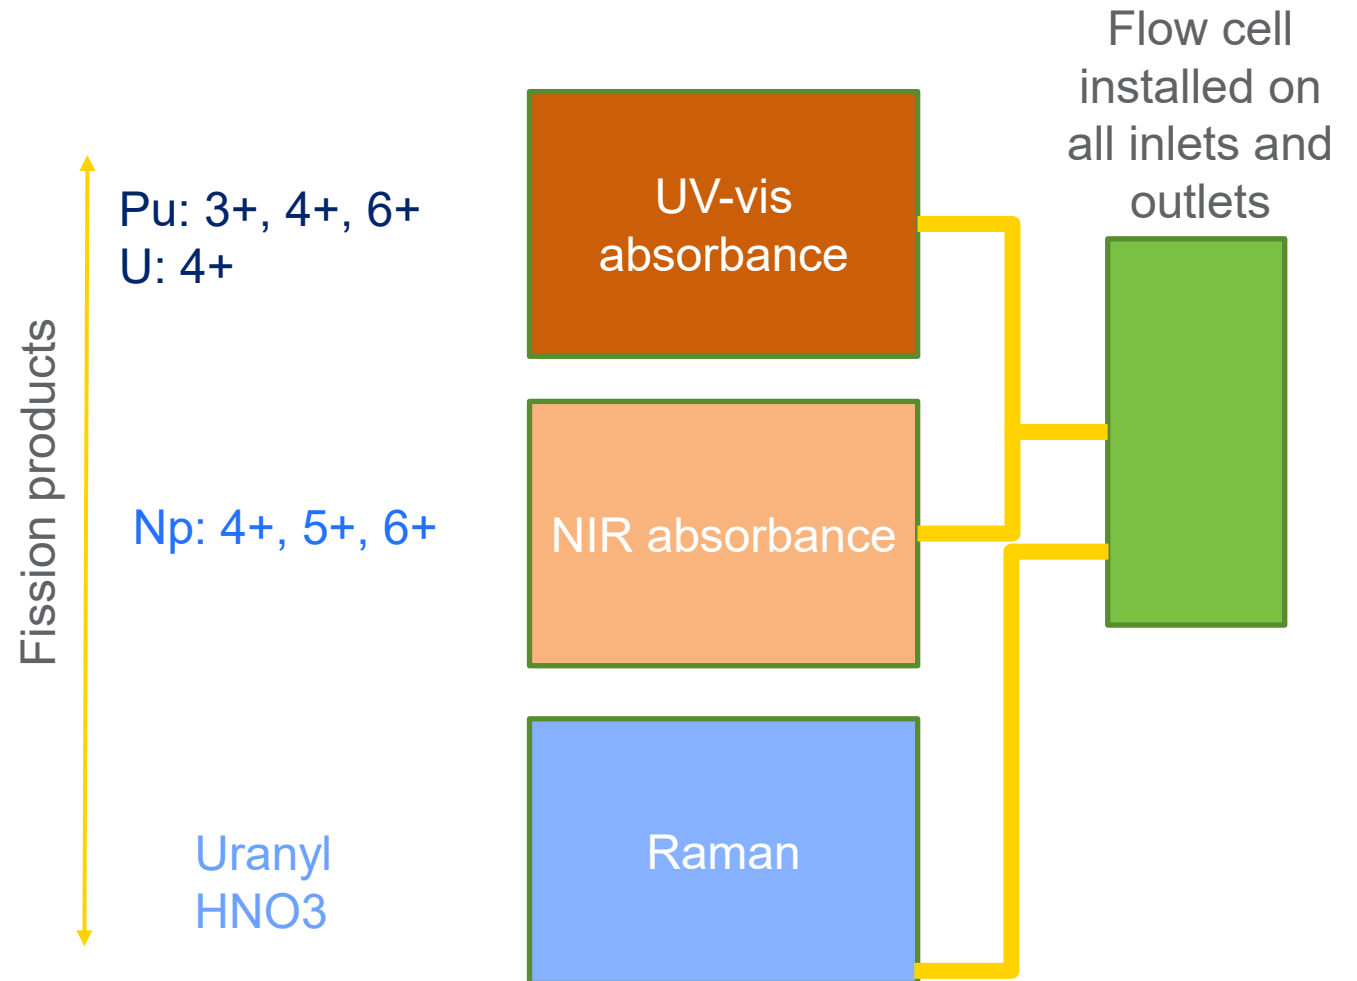 Flow cell
installed on
all inlets and
outlets
Pu: 3+, 4+, 6+
U: 4+
UV-vis
absorbance
Fission products
Np: 4+, 5+, 6+
NIR absorbance
Uranyl
HNO3
Raman